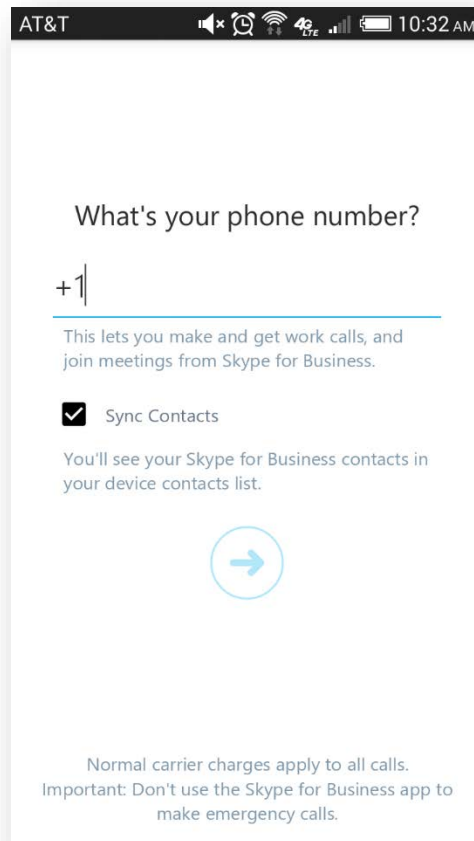 AT&T 4G LTE 10:32 AM
What's your phone number?
+1
This lets you make and get work calls, and
join meetings from Skype for Business.
Sync Contacts
You'll see your Skype for Business contacts in
your device contacts list.
Normal carrier charges apply to all calls.
Important: Don't use the Skype for Business app to
make emergency calls.